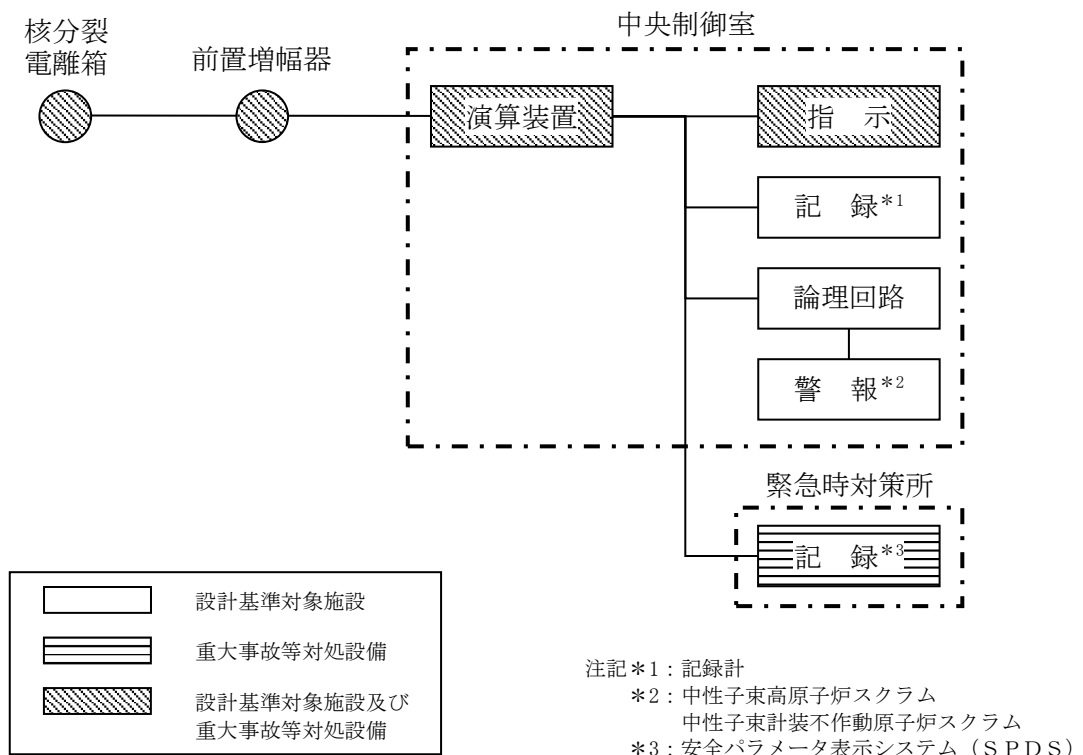 中央制御室
核分裂
電離箱
前置増幅器
演算装置
指　示
記　録*1
論理回路
警　報*2
緊急時対策所
記　録*3
設計基準対象施設
重大事故等対処設備
設計基準対象施設及び
重大事故等対処設備
注記＊1：記録計
＊2：中性子束高原子炉スクラム
中性子束計装不作動原子炉スクラム
＊3：安全パラメータ表示システム（ＳＰＤＳ）